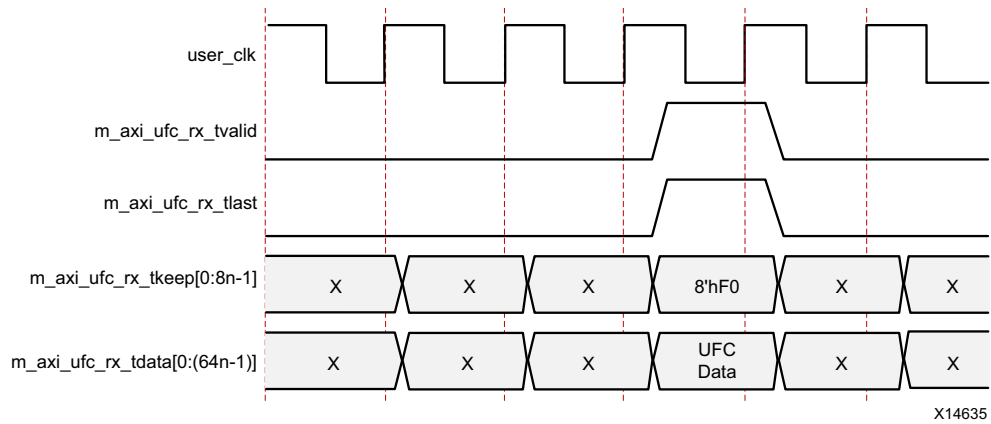 user_clk
m_axi_ufc_rx_tvalid
m_axi_ufc_rx_tlast
m_axi_ufc_rx_tkeep[0:8n-1]
X X X 8'hF0 X X
m_axi_ufc_rx_tdata[0:(64n-1)]
X X X UFC Data X X
X14635